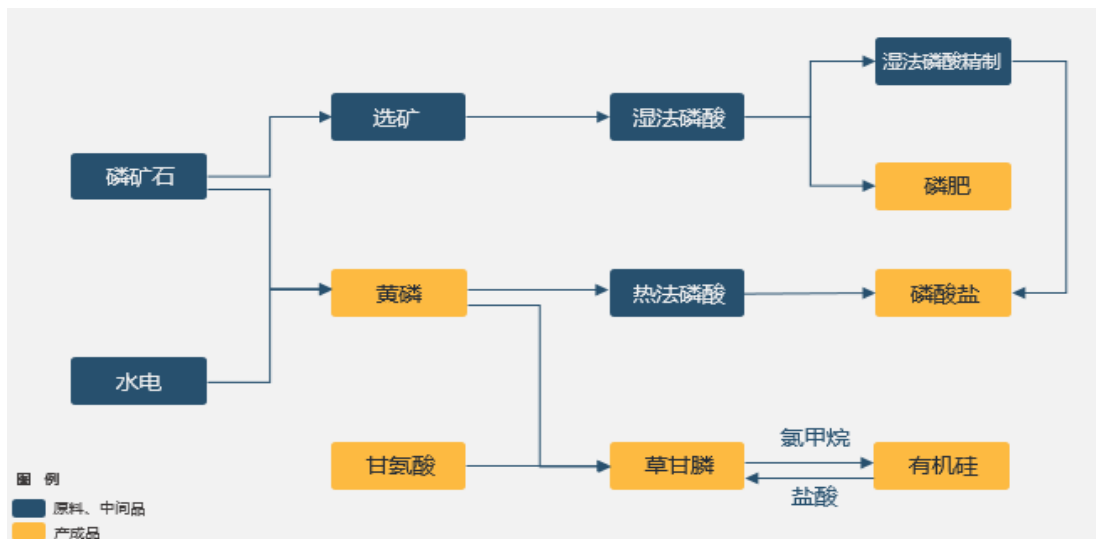 湿法磷酸精制
选矿
湿法磷酸
磷矿石
磷肥
黄磷
热法磷酸
磷酸盐
水电
氯甲烷
甘氨酸
草甘膦
有机硅
盐酸
图 例
原料、中间品
产成品